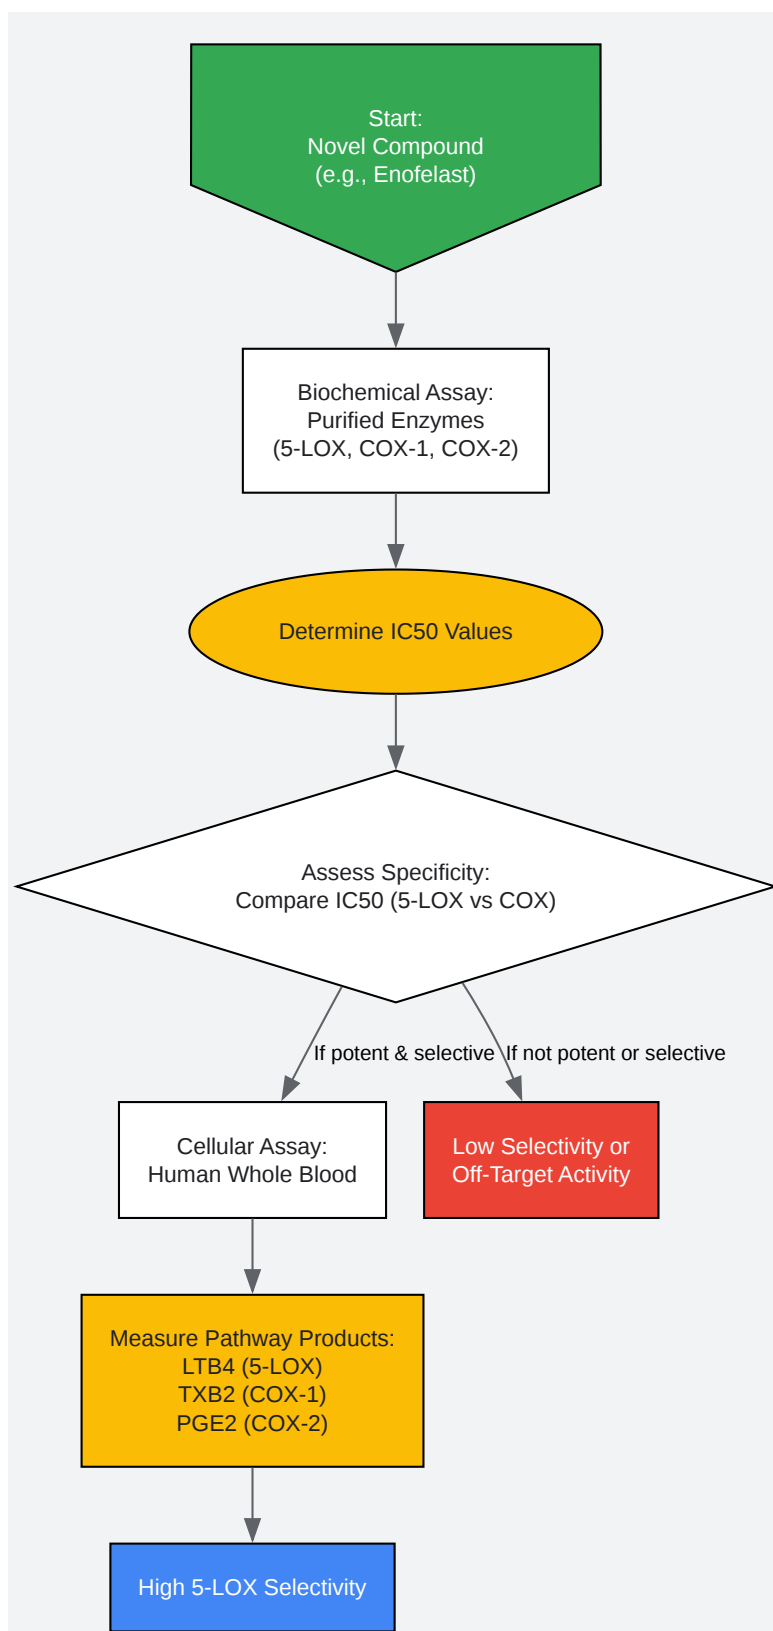 Start:
Novel Compound
(e.g., Enofelast)
Biochemical Assay:
Purified Enzymes
(5-LOX, COX-1, COX-2)
Determine IC50 Values
Assess Specificity:
Compare IC50 (5-LOX vs COX)
If potent & selective
If not potent or selective
Cellular Assay:
Human Whole Blood
Low Selectivity or
Off-Target Activity
Measure Pathway Products:
LTB4 (5-LOX)
TXB2 (COX-1)
PGE2 (COX-2)
High 5-LOX Selectivity